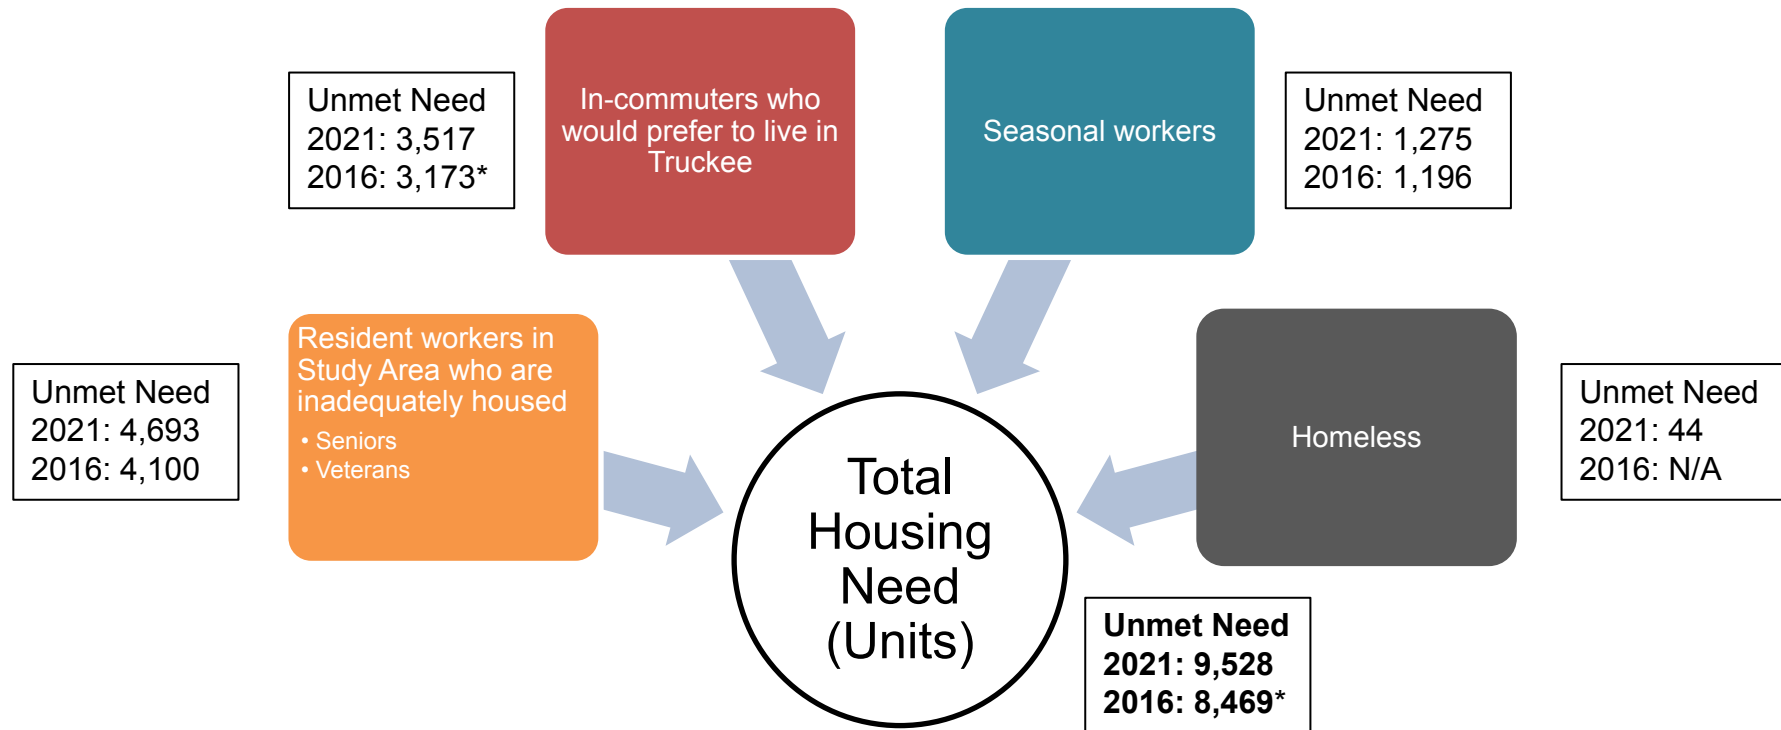 In-commuters who
would prefer to live in
Truckee
Unmet Need
2021: 3,517
2016: 3,173*
Seasonal workers
Unmet Need
2021: 1,275
2016: 1,196
Resident workers in
Study Area who are
inadequately housed
• Seniors
• Veterans
Unmet Need
2021: 4,693
2016: 4,100
Homeless
Unmet Need
2021: 44
2016: N/A
Total
Housing
Need
(Units)
Unmet Need
2021: 9,528
2016: 8,469*